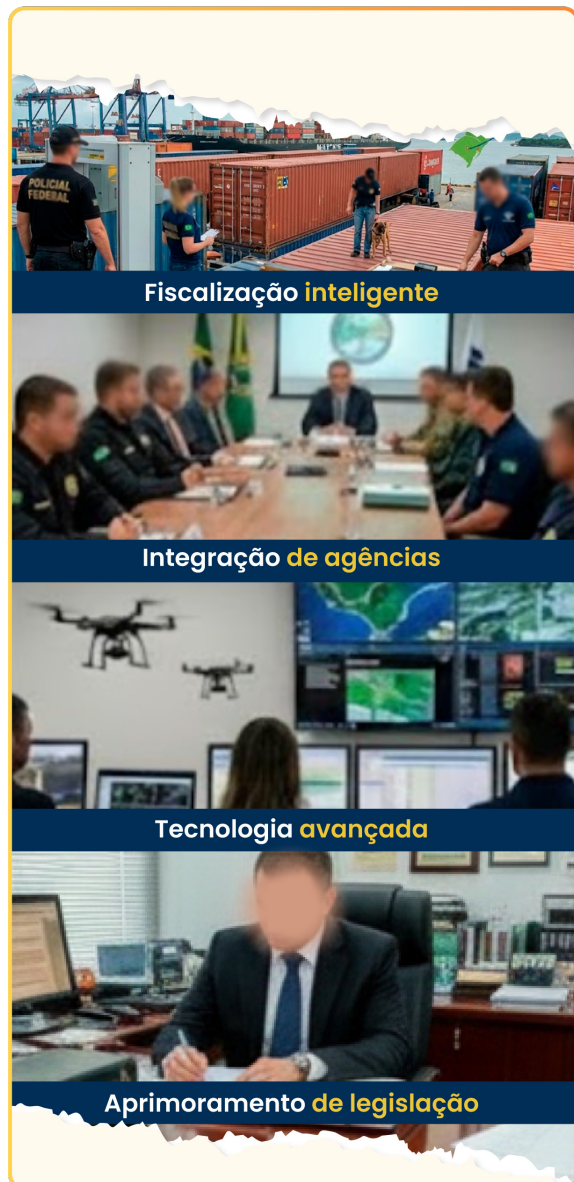 POLICIAL
FEDERAL
Fiscalização inteligente
Integração de agências
Tecnologia avançada
Aprimoramento de legislação